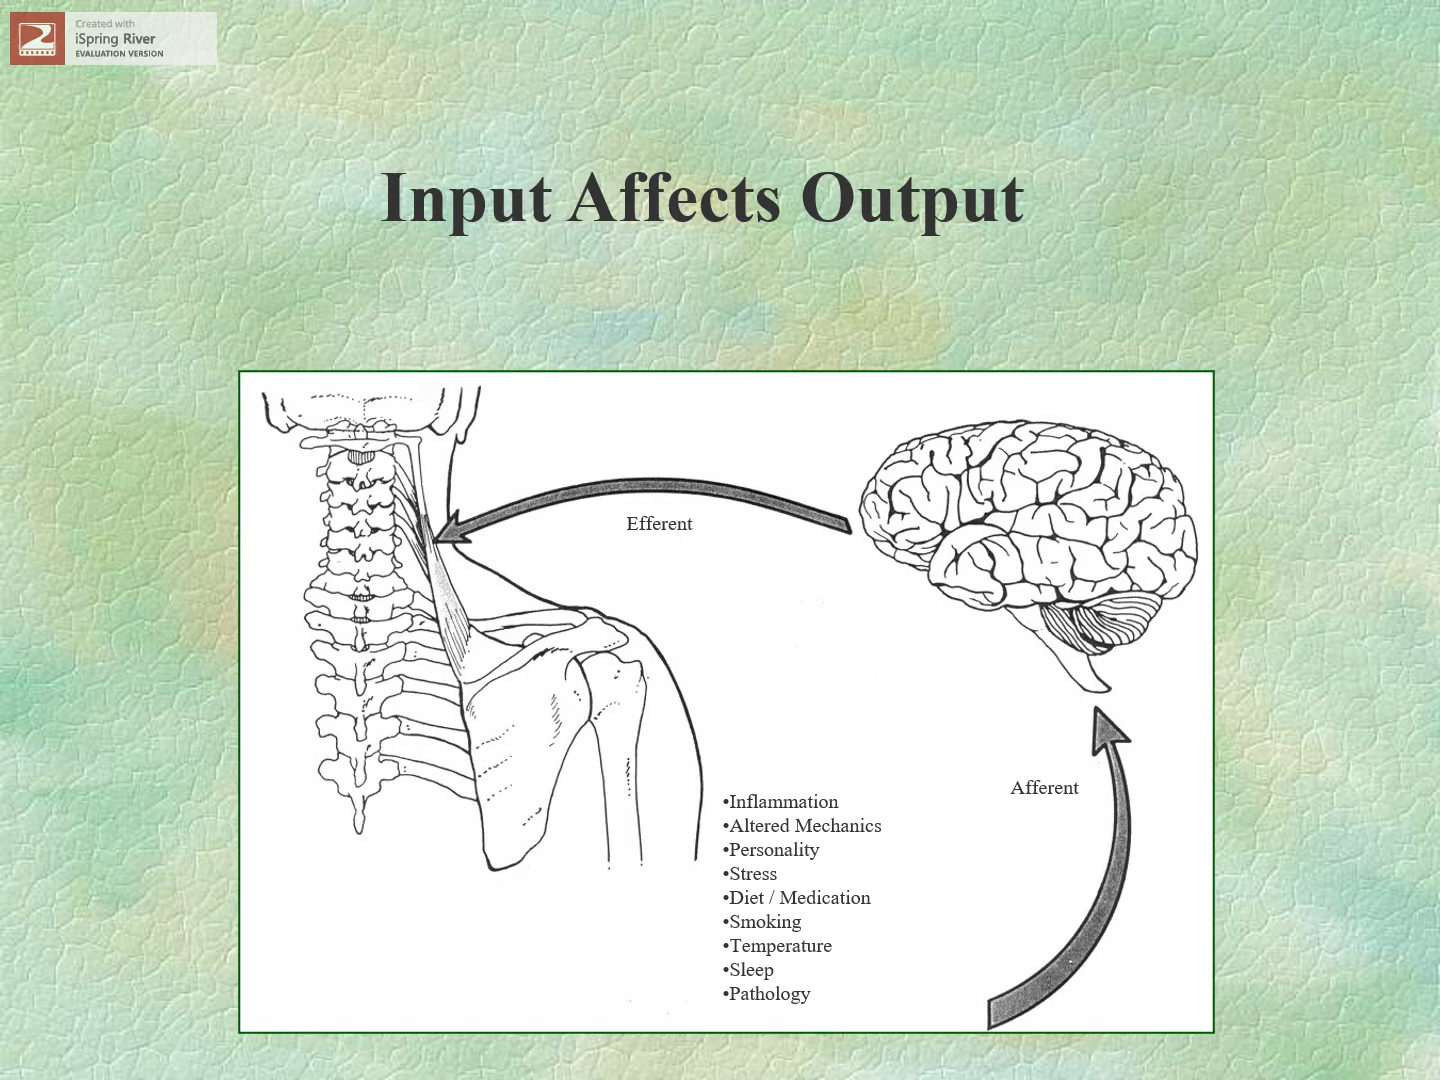 Created with
iSpring River
EVALUATION VERSION
Input Affects Output
Efferent
Afferent
•Inflammation
•Altered Mechanics
•Personality
•Stress
•Diet / Medication
•Smoking
•Temperature
•Sleep
•Pathology